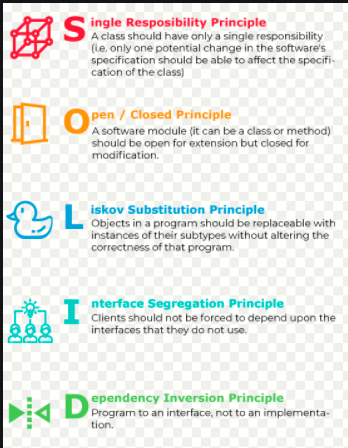 Single Resposibility Principle
A class should have only a single responsibility
(i.e. only one potential change in the software's
specification should be able to affect the specifi-
cation of the class)
Open / Closed Principle
A software module (it can be a class or method)
should be open for extension but closed for
modification.
Liskov Substitution Principle
Objects in a program should be replaceable with
instances of their subtypes without altering the
correctness of that program.
Interface Segregation Principle
Clients should not be forced to depend upon the
interfaces that they do not use.
Dependency Inversion Principle
Program to an interface, not to an implementa-
tion.